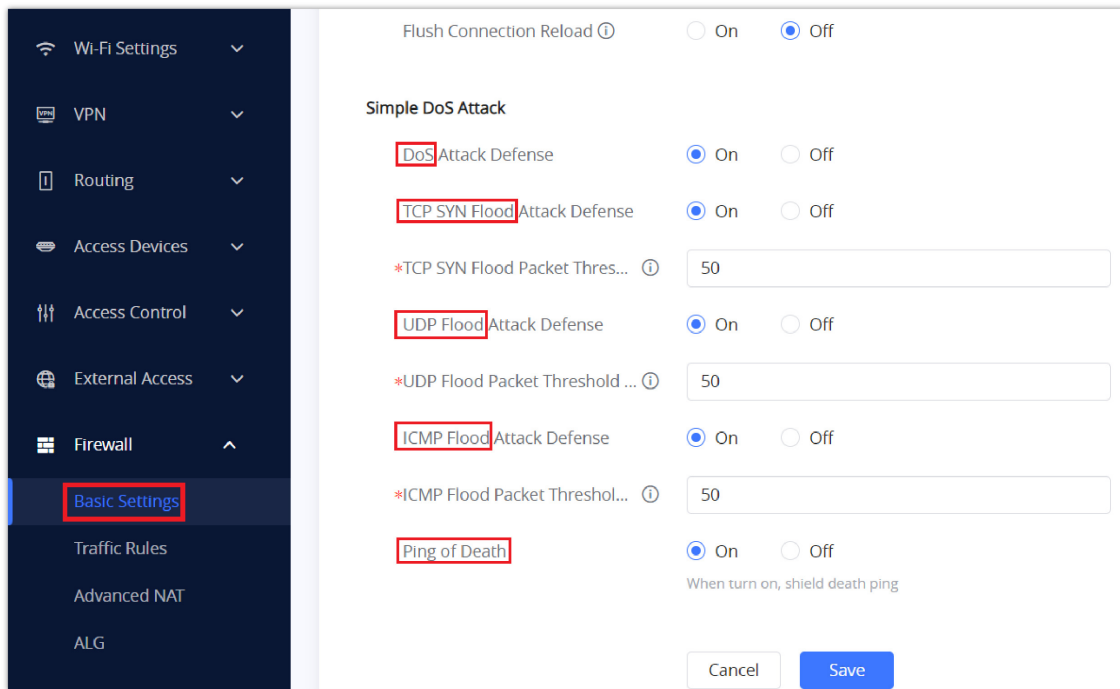 Wi-Fi Settings
VPN
VPN
Routing
Access Devices
Access Control
External Access
Firewall
Basic Settings
Traffic Rules
Advanced NAT
ALG
Flush Connection Reload On Off
Simple DoS Attack
DoS Attack Defense On Off
TCP SYN Flood Attack Defense On Off
*TCP SYN Flood Packet Thres... 50
UDP Flood Attack Defense On Off
*UDP Flood Packet Threshold ... 50
ICMP Flood Attack Defense On Off
*ICMP Flood Packet Threshol... 50
Ping of Death On Off
When turn on, shield death ping
Cancel Save